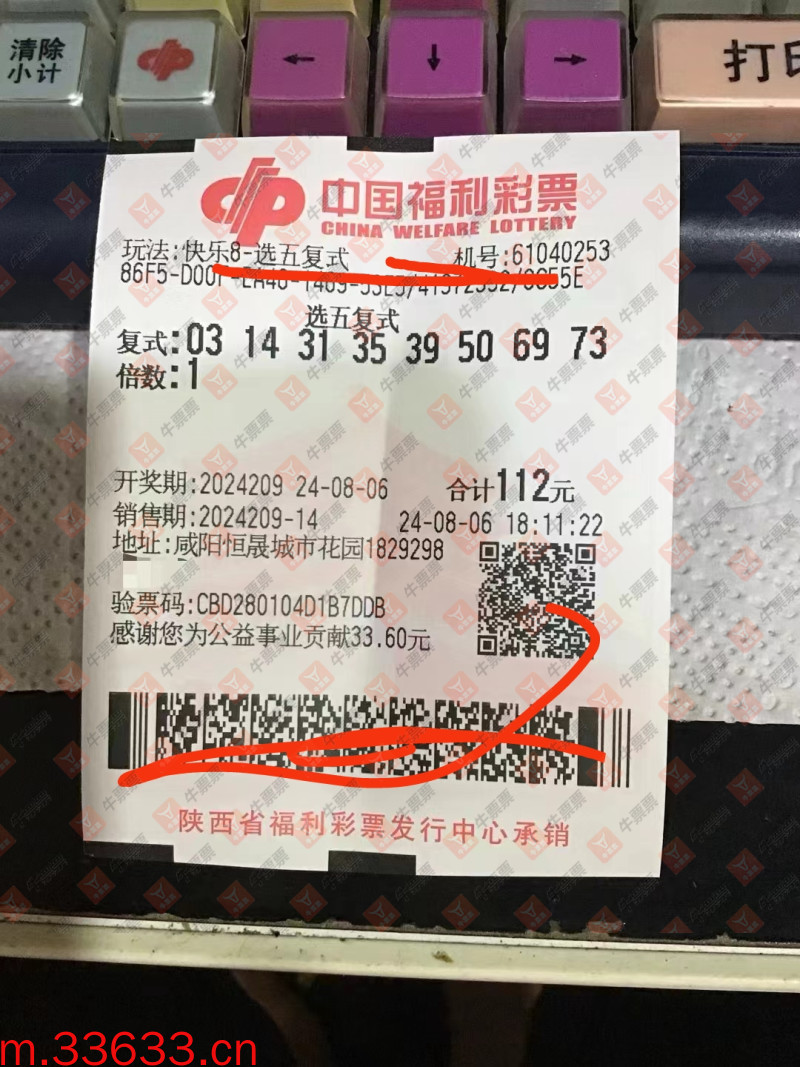 清除
小计
←
↓
→
打印
中国福利彩票
CHINA WELFARE LOTTERY
玩法:快乐8-选五复式 机号:61040253
选五复式
复式:03 14 31 35 39 50 69 73
倍数:1
开奖期:2024209 24-08-06 合计112元
销售期:2024209-14 24-08-06 18:11:22
地址:咸阳恒晟城市花园1829298
验票码:CBD280104D1B7DDB
感谢您为公益事业贡献33.60元
陕西省福利彩票发行中心承销
牛票票
m.33633.cn